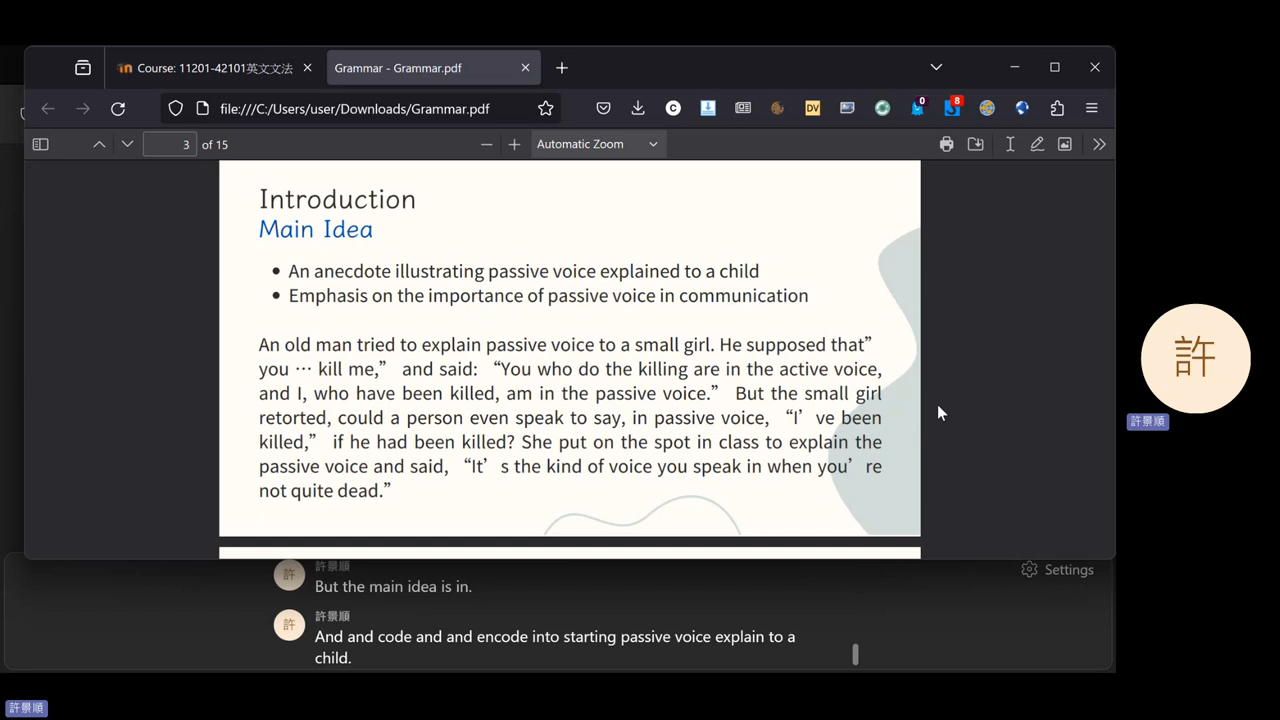 Course: 11201-42101英文文法
Grammar - Grammar.pdf
file:///C:/Users/user/Downloads/Grammar.pdf
C
DV
0
8
3 of 15
Automatic Zoom
Introduction
Main Idea
• An anecdote illustrating passive voice explained to a child
• Emphasis on the importance of passive voice in communication
An old man tried to explain passive voice to a small girl. He supposed that”
you … kill me,” and said: “You who do the killing are in the active voice,
and I, who have been killed, am in the passive voice.” But the small girl
retorted, could a person even speak to say, in passive voice, “I’ ve been
killed,” if he had been killed? She put on the spot in class to explain the
passive voice and said, “It’ s the kind of voice you speak in when you’ re
not quite dead.”
許
許景順
許
許景順
But the main idea is in.
許
許景順
And and code and and encode into starting passive voice explain to a
child.
Settings
許景順